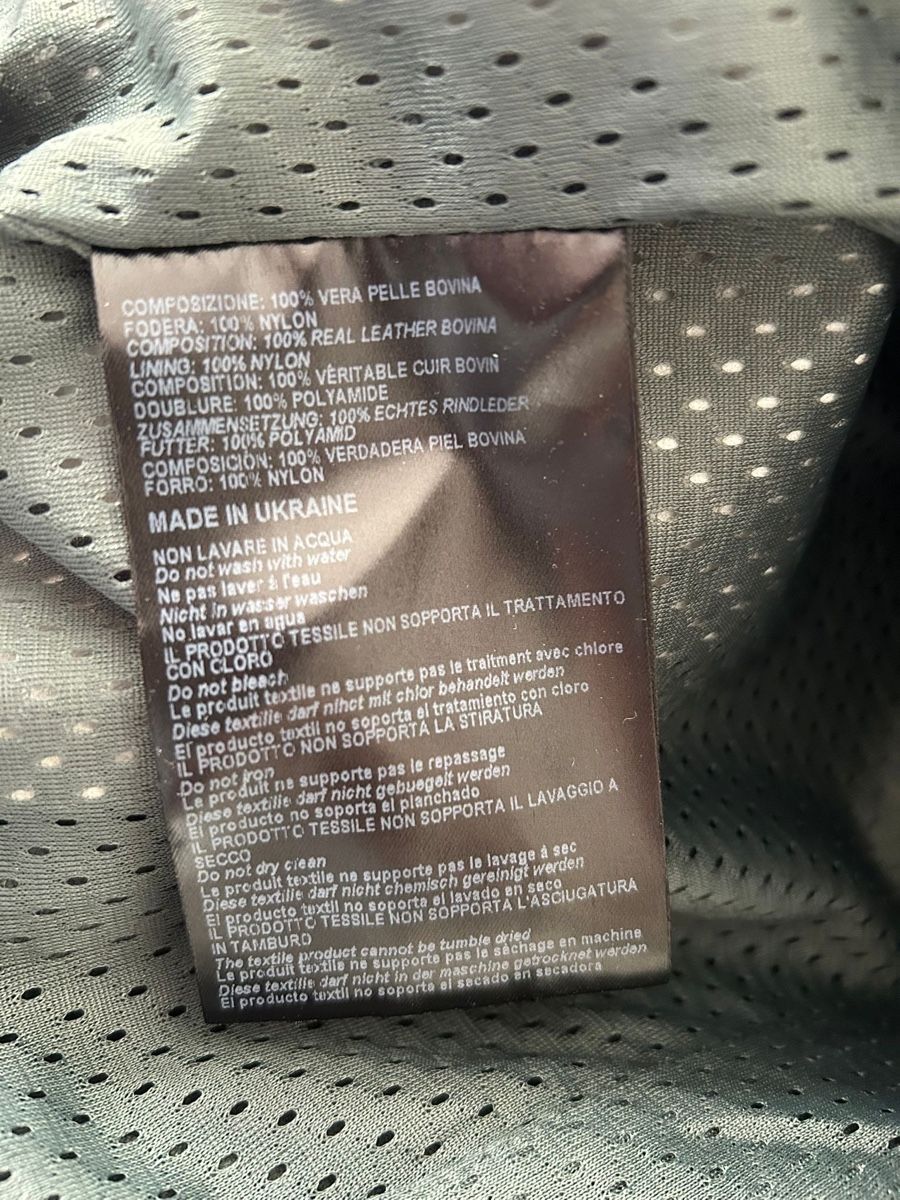 COMPOSIZIONE: 100% VERA PELLE BOVINA
FODERA: 100% NYLON
COMPOSITION: 100% REAL LEATHER BOVINA
LINING: 100% NYLON
COMPOSITION: 100% VÉRITABLE CUIR BOVIN
DOUBLURE: 100% POLYAMIDE
ZUSAMMENSETZUNG: 100% ECHTES RINDLEDER
FUTTER: 100% POLYAMID
COMPOSICIÓN: 100% VERDADERA PIEL BOVINA
FORRO: 100% NYLON
MADE IN UKRAINE
NON LAVARE IN ACQUA
Do not wash with water
Ne pas laver à l'eau
Nicht in wasser waschen
No lavar en agua
IL PRODOTTO TESSILE NON SOPPORTA IL TRATTAMENTO
CON CLORO
Do not bleach
Le produit textile ne supporte pas le traitment avec chlore
Diese textilie darf nihct mit chlor behandelt werden
El producto textil no soporta el tratamiento con cloro
IL PRODOTTO NON SOPPORTA LA STIRATURA
Do not iron
Le produit ne supporte pas le repassage
Diese textilie darf nicht gebuegelt werden
El producto no soporta el planchado
IL PRODOTTO TESSILE NON SOPPORTA IL LAVAGGIO A
SECCO
Do not dry clean
Le produit textile ne supporte pas le lavage à sec
Diese textilie darf nicht chemisch gereinigt werden
El producto textil no soporta el lavado en seco
IL PRODOTTO TESSILE NON SOPPORTA L'ASCIUGATURA
IN TAMBURO
The textile product cannot be tumble dried
Le produit textile ne supporte pas le sèchage en machine
Diese textilie darf nicht in der maschine getrocknet werden
El producto textil no soporta el secado en secadora